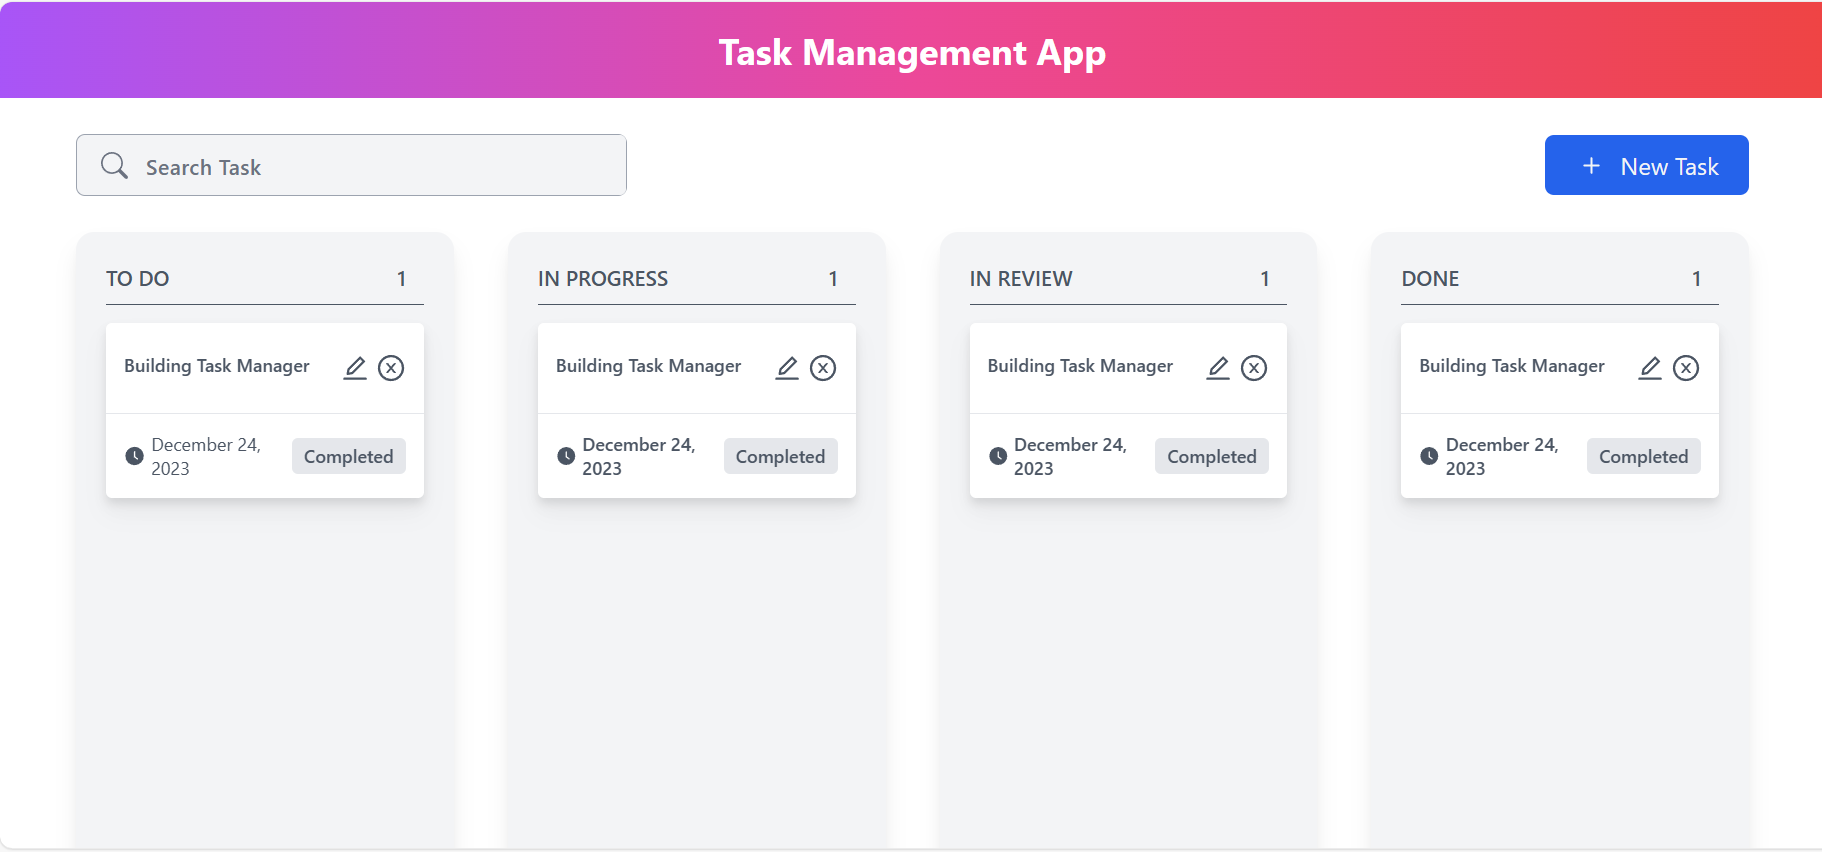 Task Management App
Search Task
+ New Task
TO DO 1
Building Task Manager
December 24,
2023
Completed
IN PROGRESS 1
Building Task Manager
December 24,
2023
Completed
IN REVIEW 1
Building Task Manager
December 24,
2023
Completed
DONE 1
Building Task Manager
December 24,
2023
Completed